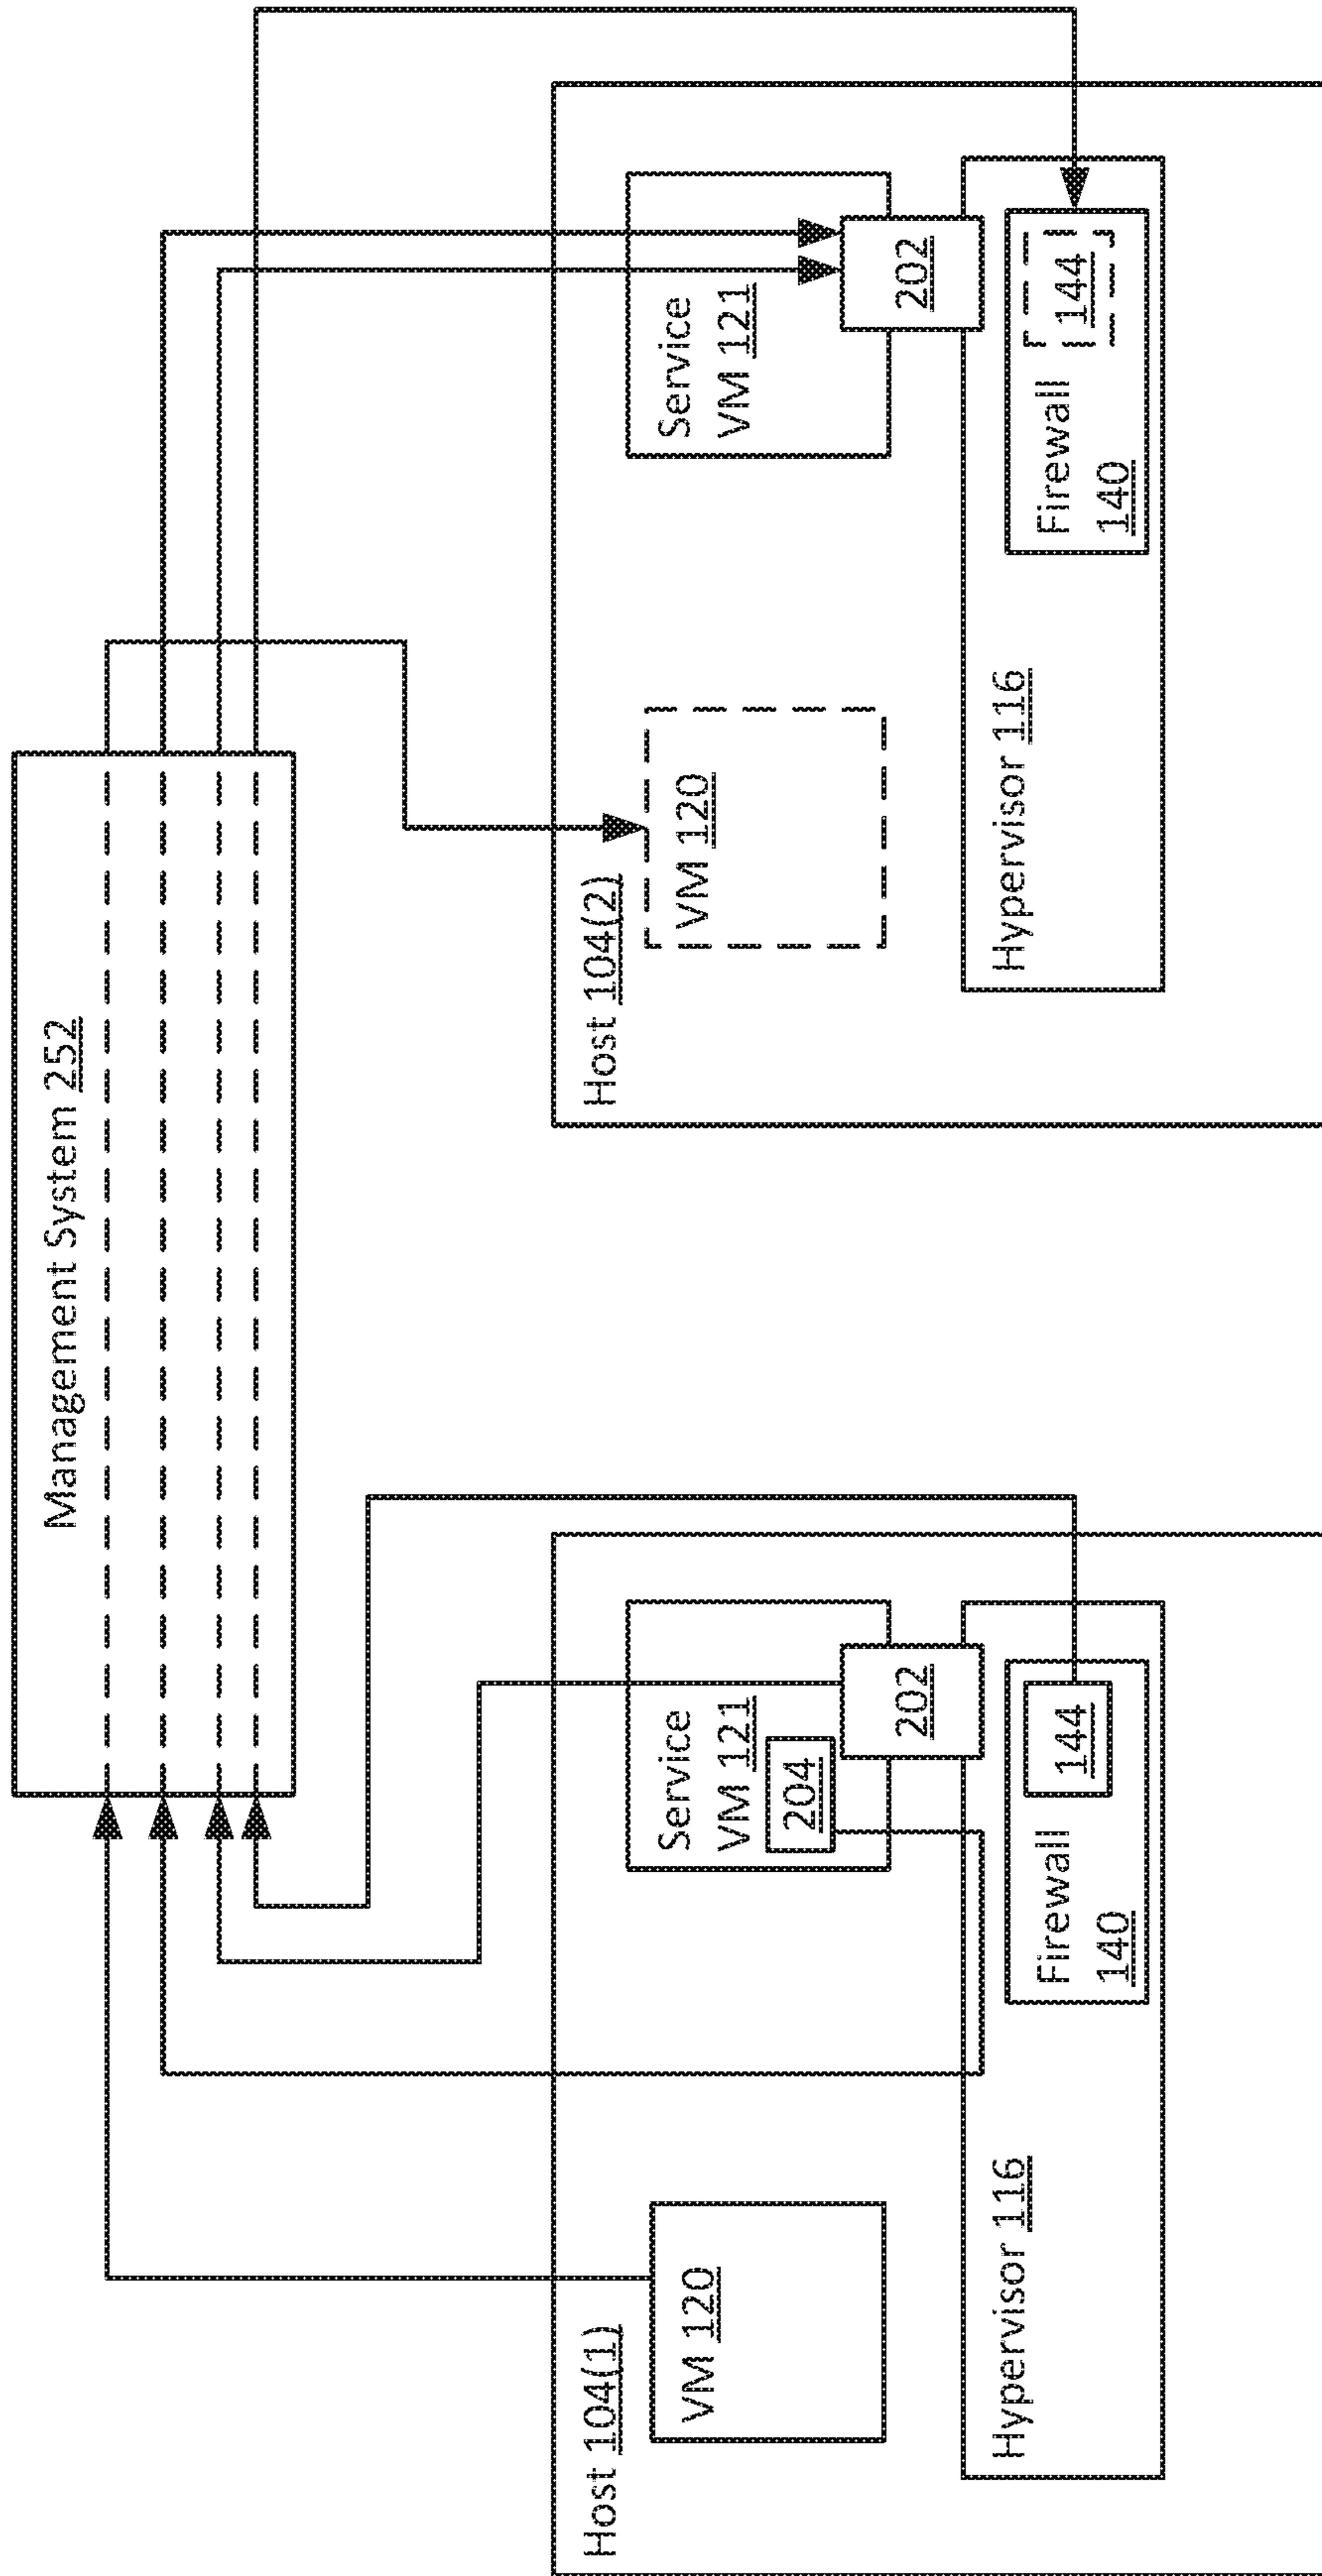 Management System 252
Host 104(1)
VM 120
Service
VM 121
204
202
Hypervisor 116
Firewall
140
144
Host 104(2)
VM 120
Service
VM 121
202
Hypervisor 116
Firewall
140
144